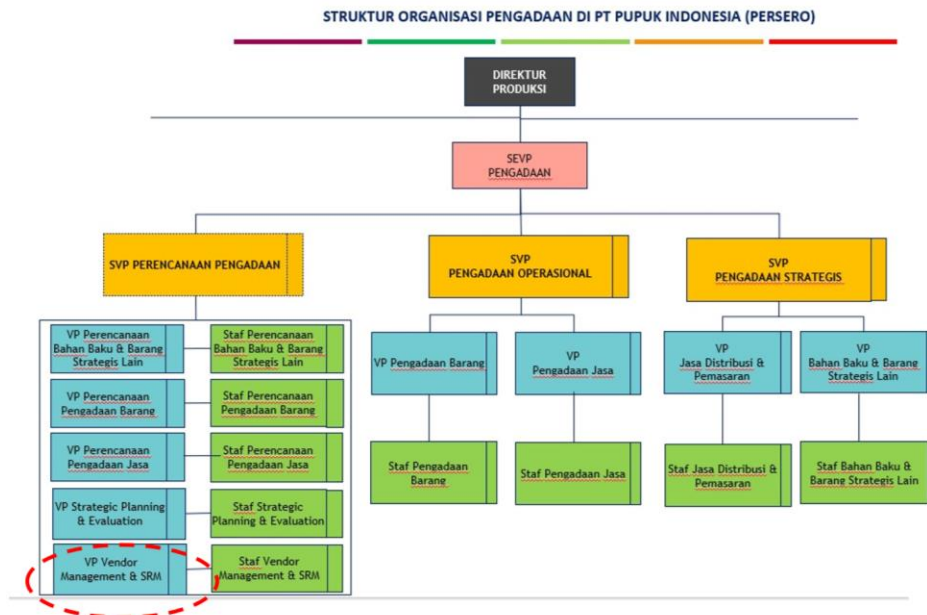 STRUKTUR ORGANISASI PENGADAAN DI PT PUPUK INDONESIA (PERSERO)
DIREKTUR
PRODUKSI
SEVP
PENGADAAN
SVP PERENCANAAN PENGADAAN
SVP
PENGADAAN OPERASIONAL
SVP
PENGADAAN STRATEGIS
VP Perencanaan
Bahan Baku & Barang
Strategis Lain
Staf Perencanaan
Bahan Baku & Barang
Strategis Lain
VP Perencanaan
Pengadaan Barang
Staf Perencanaan
Pengadaan Barang
VP Perencanaan
Pengadaan Jasa
Staf Perencanaan
Pengadaan Jasa
VP Strategic Planning
& Evaluation
Staf Strategic
Planning & Evaluation
VP Vendor
Management & SRM
Staf Vendor
Management & SRM
VP Pengadaan Barang
VP
Pengadaan Jasa
Staf Pengadaan
Barang
Staf Pengadaan Jasa
VP
Jasa Distribusi &
Pemasaran
VP
Bahan Baku & Barang
Strategis Lain
Staf Jasa Distribusi &
Pemasaran
Staf Bahan Baku &
Barang Strategis Lain